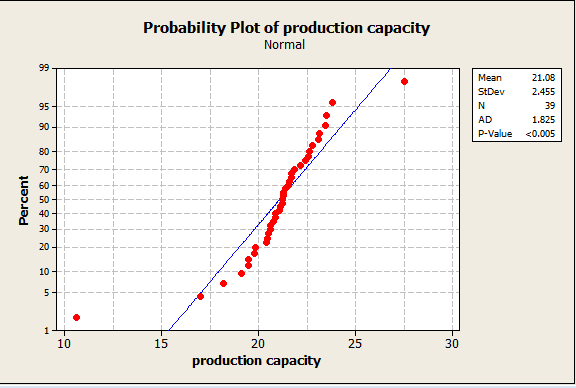 Probability Plot of production capacity
Normal
99
95
90
80
70
60
50
40
30
20
10
5
1
Percent
10 15 20 25 30
production capacity
Mean 21.08
StDev 2.455
N 39
AD 1.825
P-Value <0.005